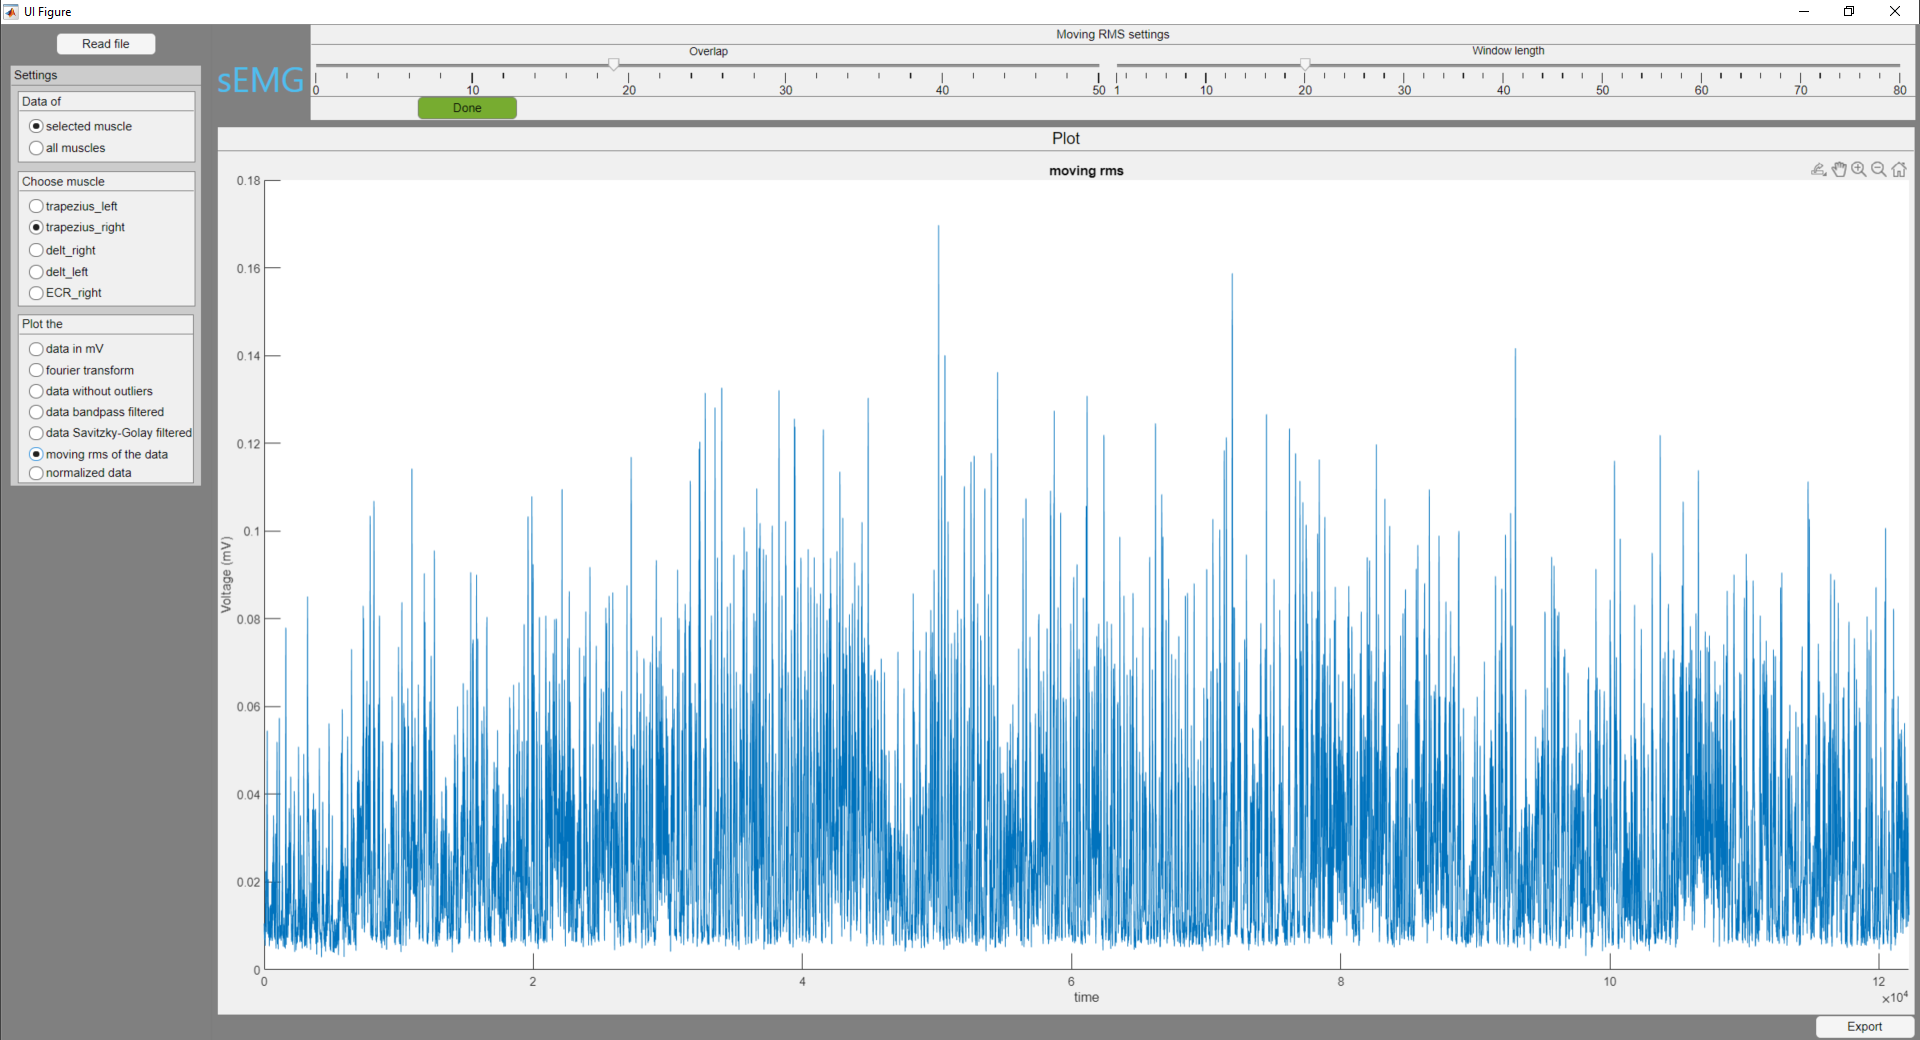 UI Figure
Read file
Settings
Data of
selected muscle
all muscles
Choose muscle
trapezius_left
trapezius_right
delt_right
delt_left
ECR_right
Plot the
data in mV
fourier transform
data without outliers
data bandpass filtered
data Savitzky-Golay filtered
moving rms of the data
normalized data
sEMG
Moving RMS settings
Overlap
0 10 20 30 40 50
Window length
1 10 20 30 40 50 60 70 80
Done
Plot
moving rms
0.18
0.16
0.14
0.12
0.1
0.08
0.06
0.04
0.02
0
Voltage (mV)
0 2 4 6 8 10 12
×10⁴
time
Export